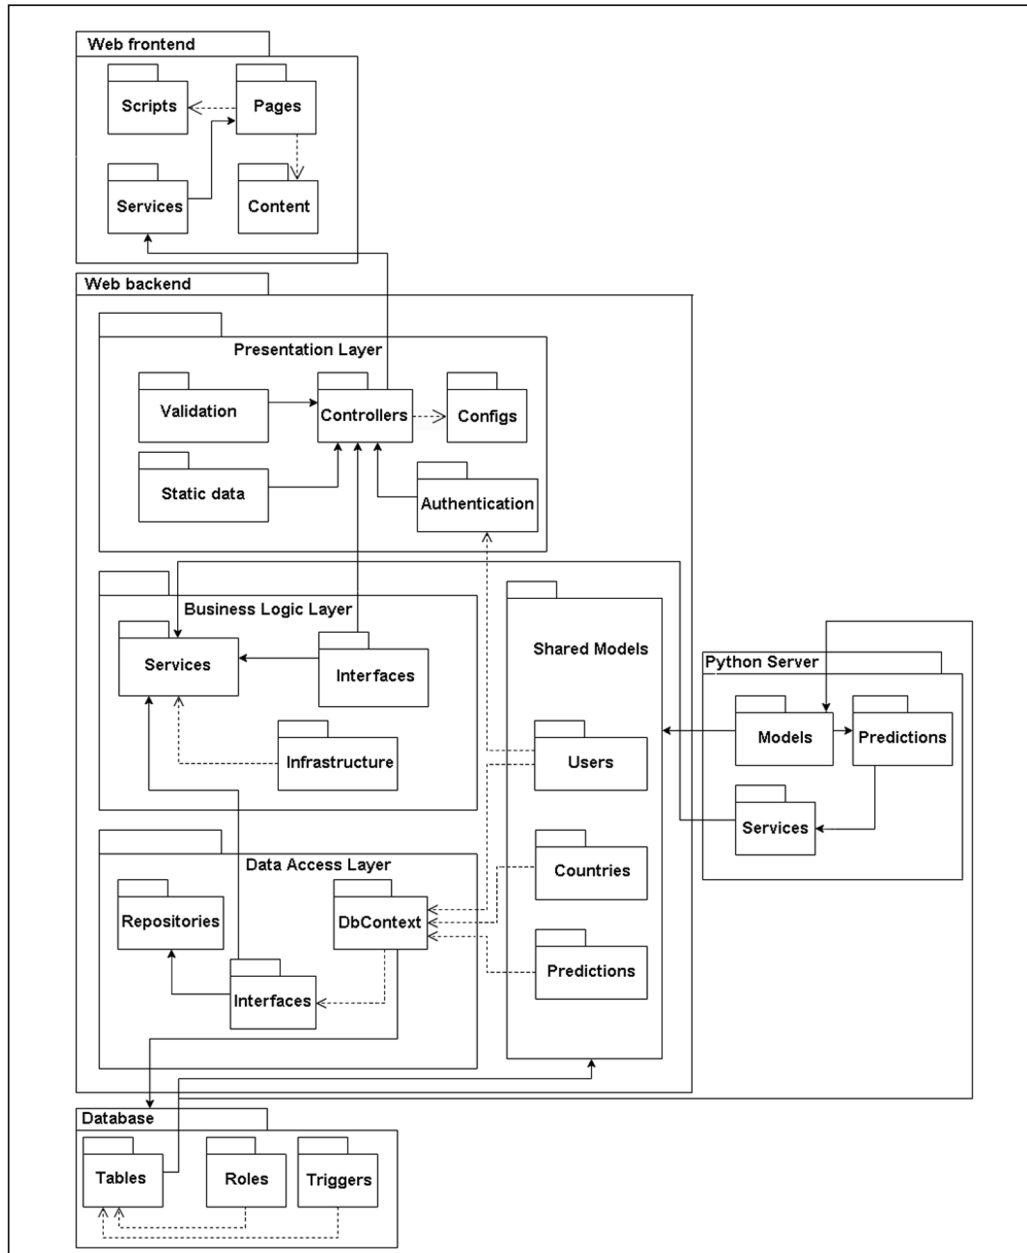 Web frontend
Scripts
Pages
Services
Content
Web backend
Presentation Layer
Validation
Controllers
Configs
Static data
Authentication
Business Logic Layer
Services
Interfaces
Infrastructure
Shared Models
Users
Countries
Predictions
Python Server
Models
Predictions
Services
Data Access Layer
Repositories
DbContext
Interfaces
Database
Tables
Roles
Triggers